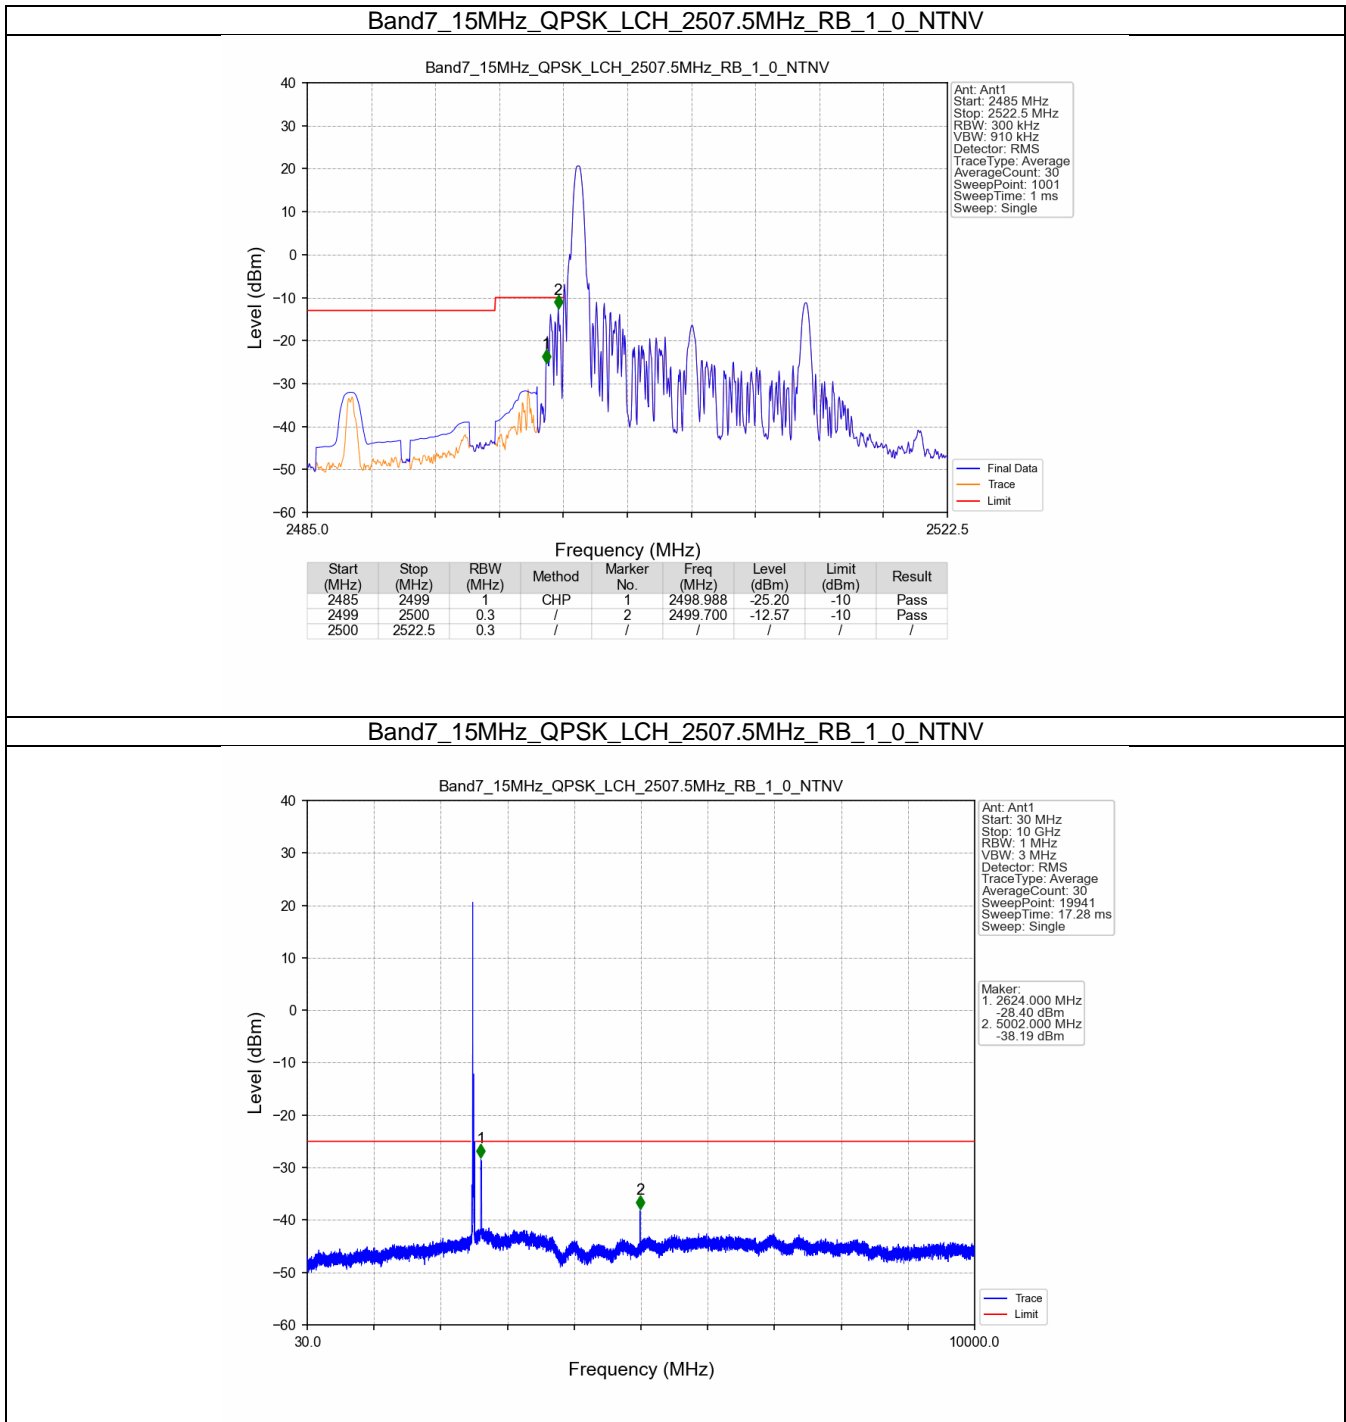 Band7_15MHz_QPSK_LCH_2507.5MHz_RB_1_0_NTNV
Band7_15MHz_QPSK_LCH_2507.5MHz_RB_1_0_NTNV
40
30
20
10
0
−10
−20
−30
−40
−50
−60
Level (dBm)
1
2
2485.0
2522.5
Frequency (MHz)
Ant: Ant1
Start: 2485 MHz
Stop: 2522.5 MHz
RBW: 300 kHz
VBW: 910 kHz
Detector: RMS
TraceType: Average
AverageCount: 30
SweepPoint: 1001
SweepTime: 1 ms
Sweep: Single
Final Data
Trace
Limit
Start (MHz) Stop (MHz) RBW (MHz) Method Marker No. Freq (MHz) Level (dBm) Limit (dBm) Result
2485 2499 1 CHP 1 2498.988 -25.20 -10 Pass
2499 2500 0.3 / 2 2499.700 -12.57 -10 Pass
2500 2522.5 0.3 / / / / / /
Band7_15MHz_QPSK_LCH_2507.5MHz_RB_1_0_NTNV
Band7_15MHz_QPSK_LCH_2507.5MHz_RB_1_0_NTNV
40
30
20
10
0
−10
−20
−30
−40
−50
−60
Level (dBm)
1
2
30.0
10000.0
Frequency (MHz)
Ant: Ant1
Start: 30 MHz
Stop: 10 GHz
RBW: 1 MHz
VBW: 3 MHz
Detector: RMS
TraceType: Average
AverageCount: 30
SweepPoint: 19941
SweepTime: 17.28 ms
Sweep: Single
Maker:
1. 2624.000 MHz
-28.40 dBm
2. 5002.000 MHz
-38.19 dBm
Trace
Limit